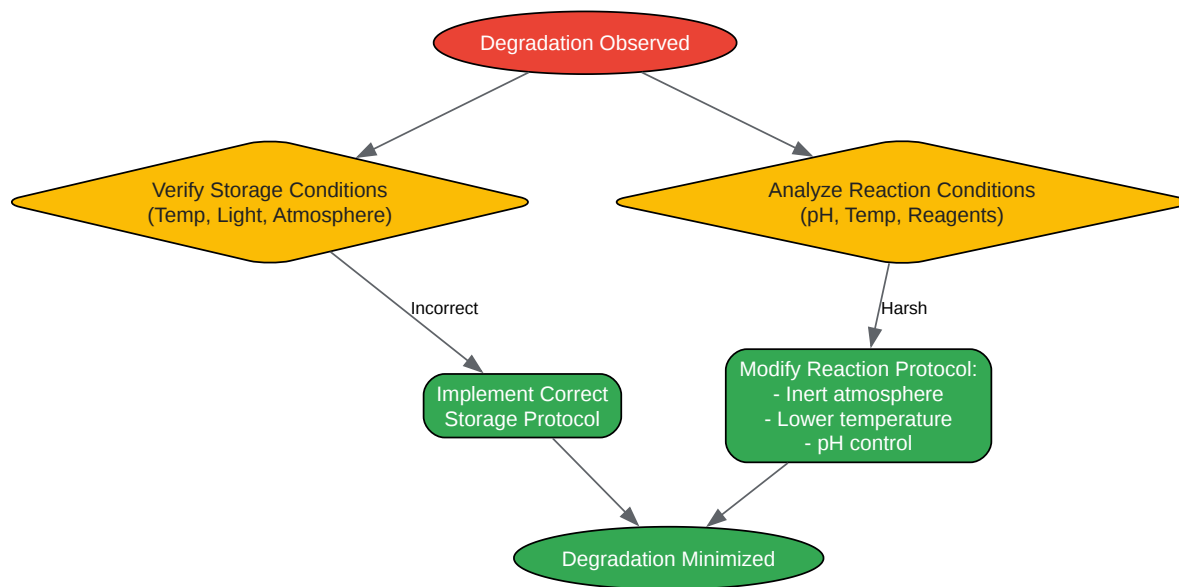 Degradation Observed
Verify Storage Conditions
(Temp, Light, Atmosphere)
Analyze Reaction Conditions
(pH, Temp, Reagents)
Incorrect
Harsh
Implement Correct
Storage Protocol
Modify Reaction Protocol:
- Inert atmosphere
- Lower temperature
- pH control
Degradation Minimized